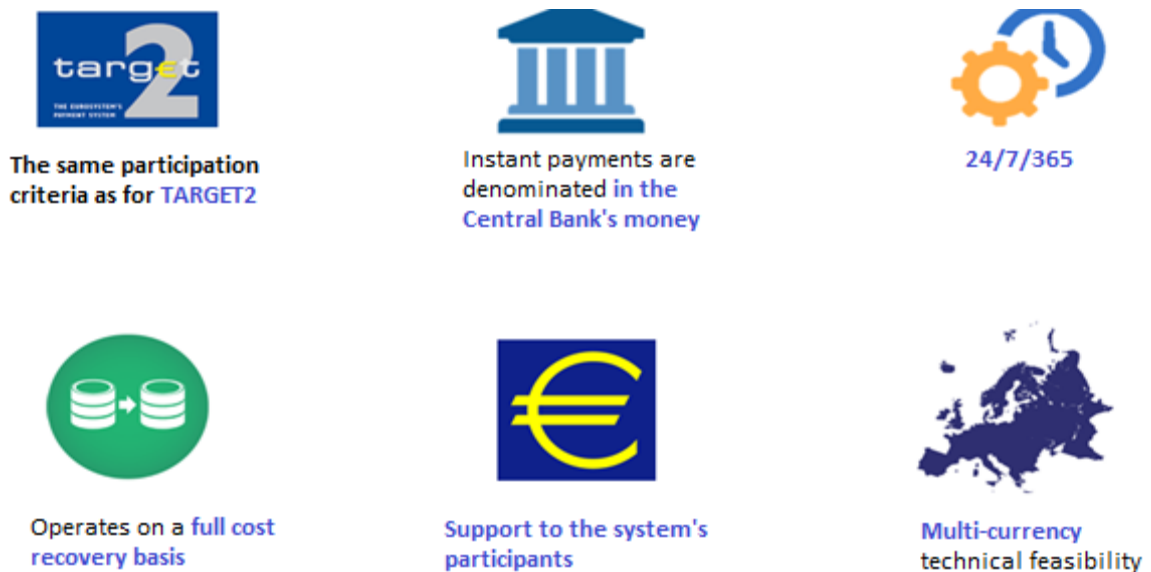 target2
THE EUROSYSTEM'S
PAYMENT SYSTEM
The same participation
criteria as for TARGET2
Instant payments are
denominated in the
Central Bank's money
24/7/365
Operates on a full cost
recovery basis
€
Support to the system's
participants
Multi-currency
technical feasibility